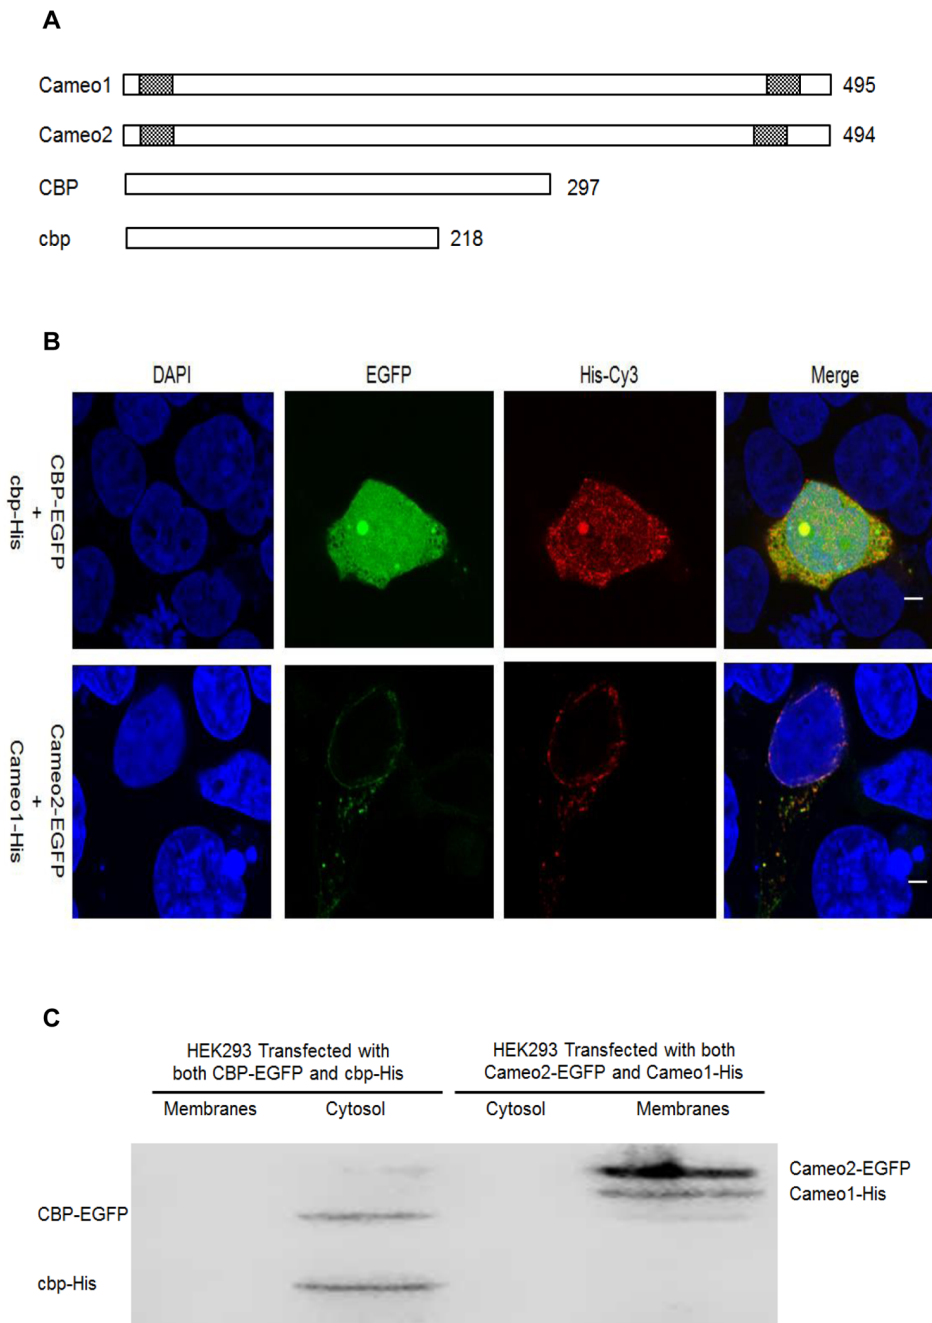 A
Cameo1 495
Cameo2 494
CBP 297
cbp 218
B
DAPI EGFP His-Cy3 Merge
CBP-EGFP
+
cbp-His
Cameo2-EGFP
+
Cameo1-His
C
HEK293 Transfected with
both CBP-EGFP and cbp-His
HEK293 Transfected with both
Cameo2-EGFP and Cameo1-His
Membranes Cytosol Cytosol Membranes
Cameo2-EGFP
Cameo1-His
CBP-EGFP
cbp-His